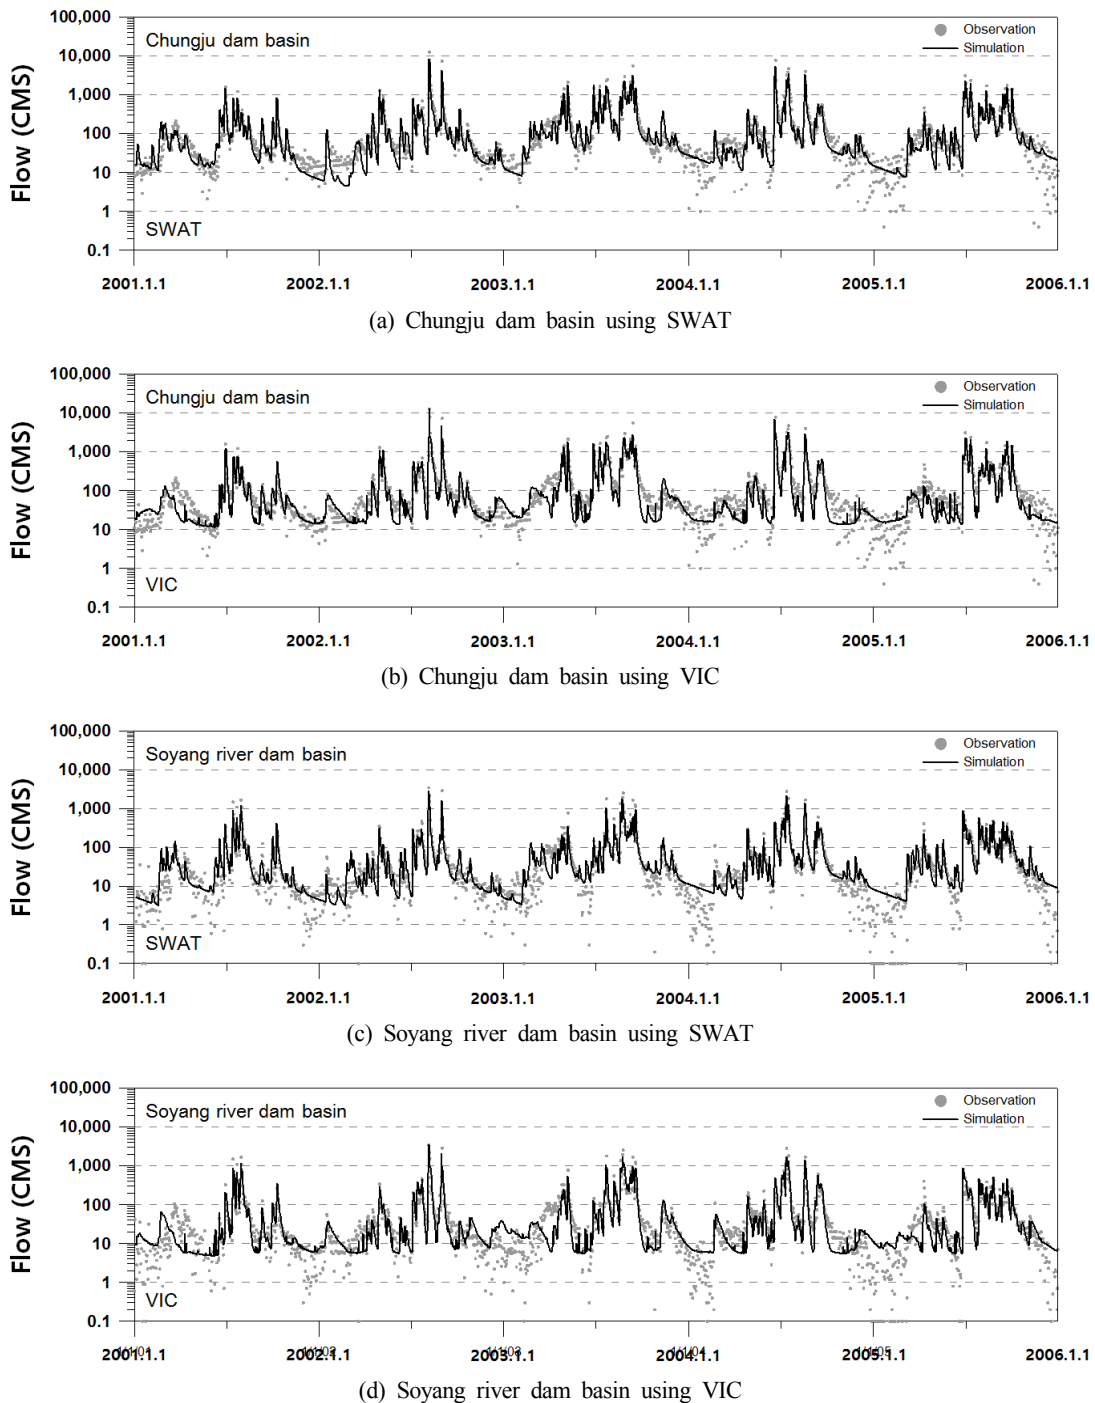 100,000
Chungju dam basin
Observation
Simulation
10,000
1,000
100
10
1
0.1
Flow (CMS)
SWAT
2001.1.1 2002.1.1 2003.1.1 2004.1.1 2005.1.1 2006.1.1
(a) Chungju dam basin using SWAT
100,000
Chungju dam basin
Observation
Simulation
10,000
1,000
100
10
1
0.1
Flow (CMS)
VIC
2001.1.1 2002.1.1 2003.1.1 2004.1.1 2005.1.1 2006.1.1
(b) Chungju dam basin using VIC
100,000
Soyang river dam basin
Observation
Simulation
10,000
1,000
100
10
1
0.1
Flow (CMS)
SWAT
2001.1.1 2002.1.1 2003.1.1 2004.1.1 2005.1.1 2006.1.1
(c) Soyang river dam basin using SWAT
100,000
Soyang river dam basin
Observation
Simulation
10,000
1,000
100
10
1
0.1
Flow (CMS)
VIC
2001.1.1 2002.1.1 2003.1.1 2004.1.1 2005.1.1 2006.1.1
(d) Soyang river dam basin using VIC